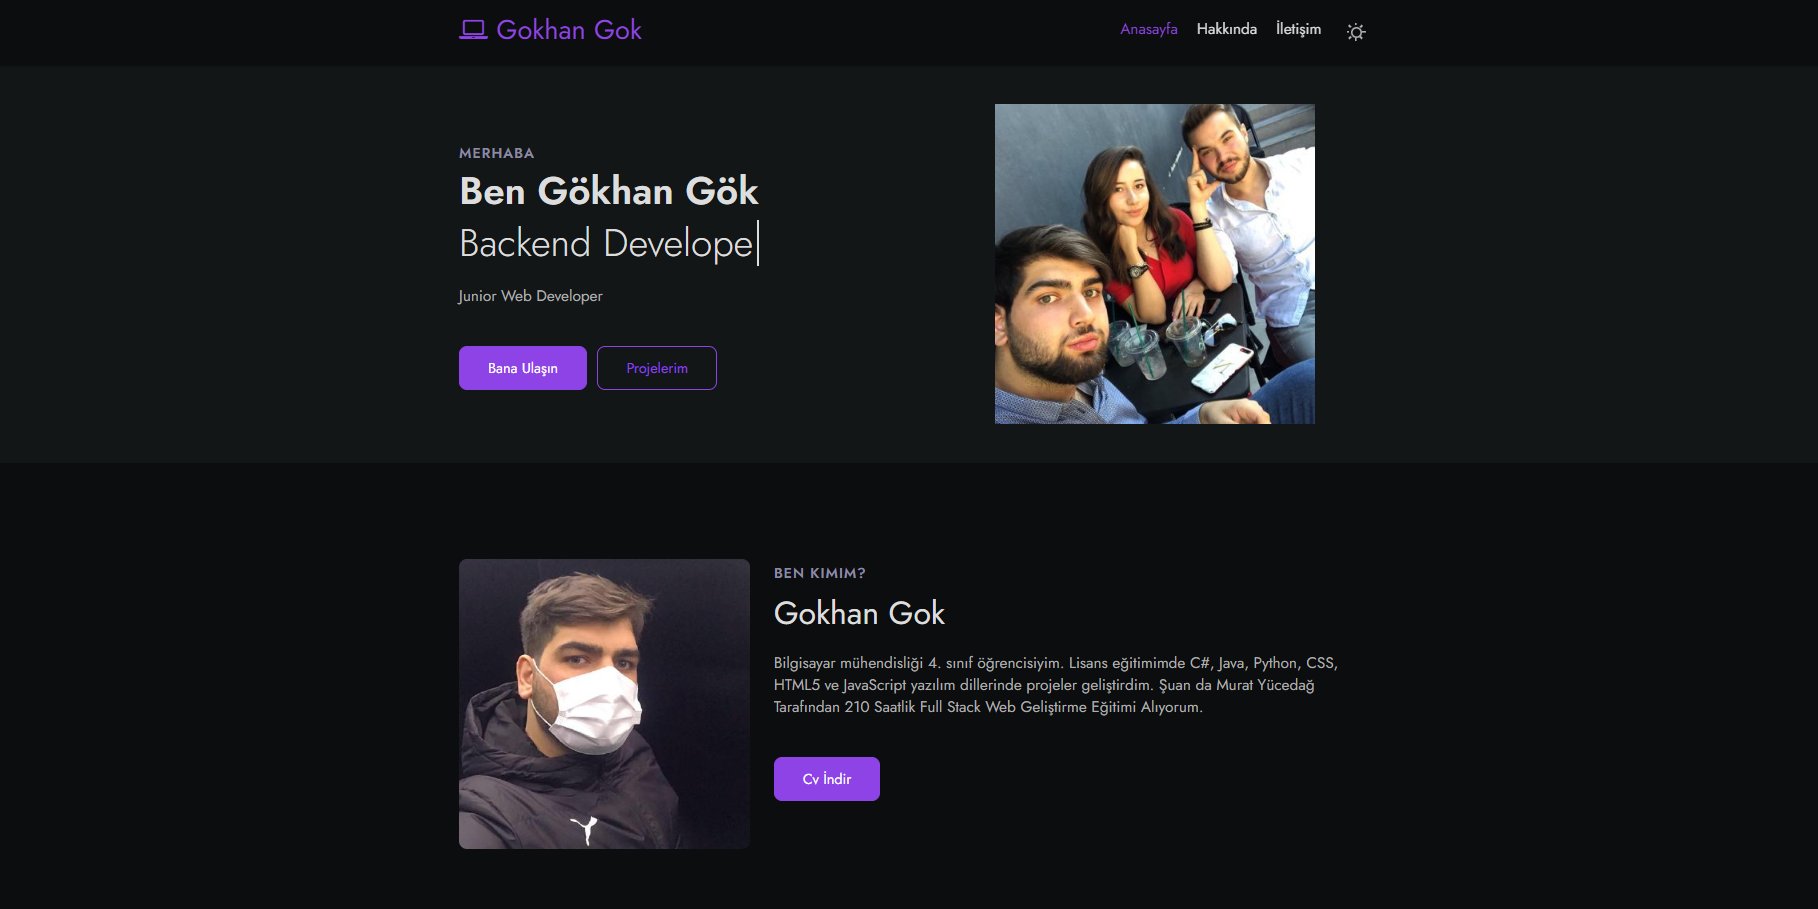 Gokhan Gok
Anasayfa
Hakkında
İletişim
MERHABA
Ben Gökhan Gök
Backend Develope
Junior Web Developer
Bana Ulaşın
Projelerim
BEN KIMIM?
Gokhan Gok
Bilgisayar mühendisliği 4. sınıf öğrencisiyim. Lisans eğitimimde C#, Java, Python, CSS,
HTML5 ve JavaScript yazılım dillerinde projeler geliştirdim. Şuan da Murat Yücedağ
Tarafından 210 Saatlik Full Stack Web Geliştirme Eğitimi Alıyorum.
Cv İndir